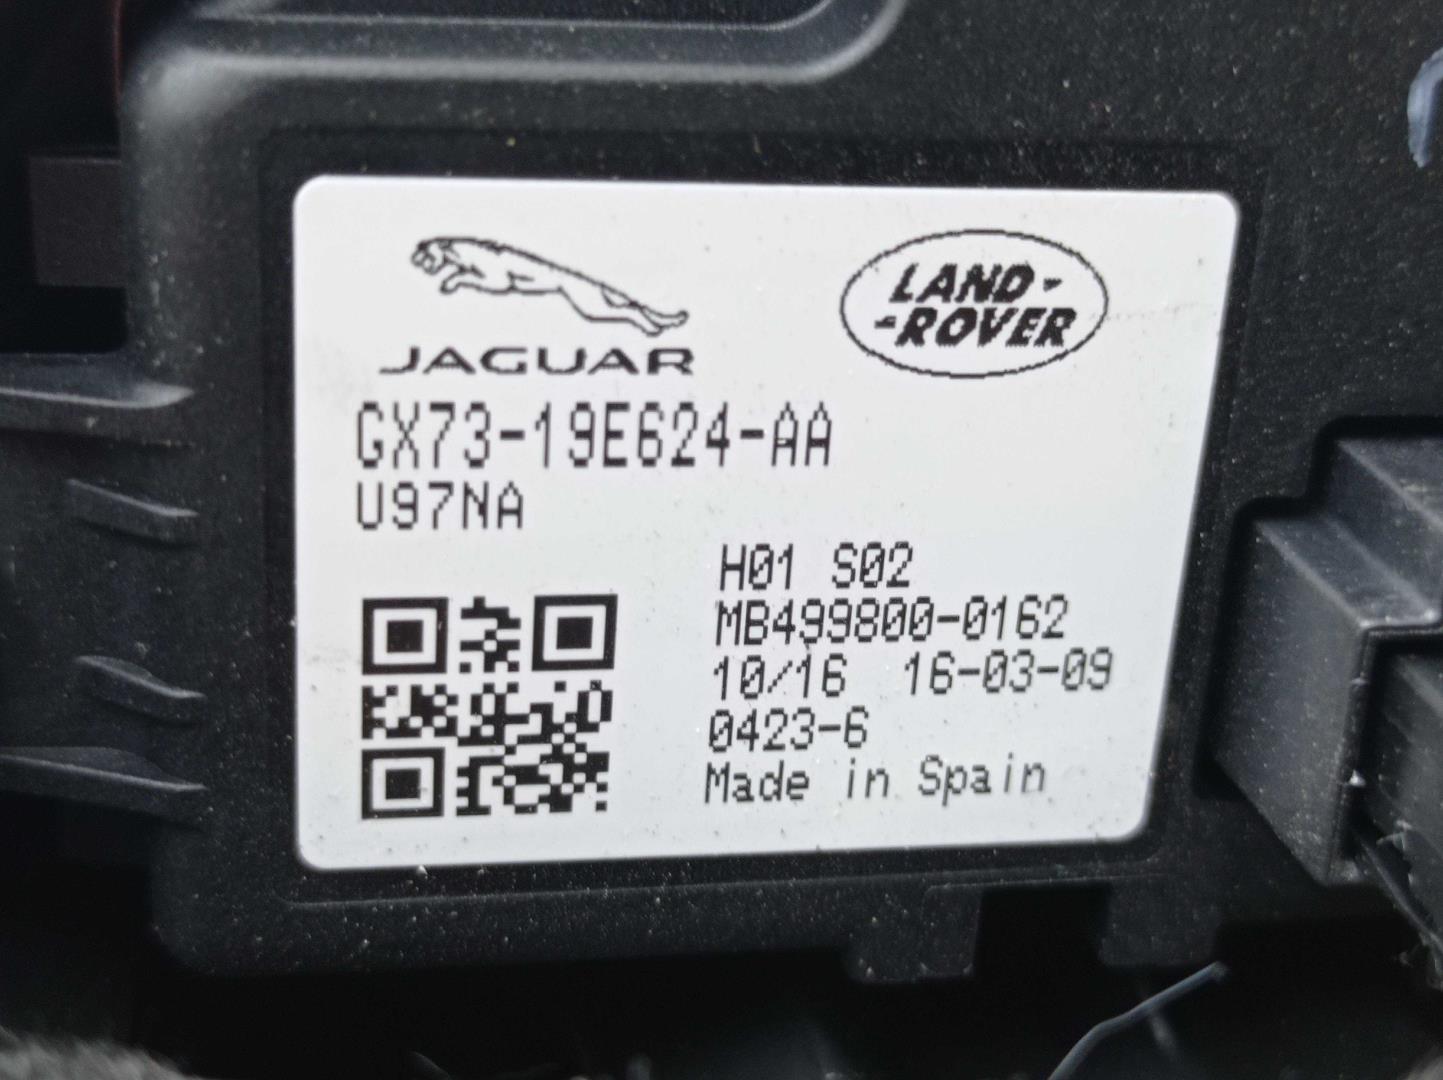 JAGUAR
LAND-
-ROVER
GX73-19E624-AA
U97NA
H01 S02
MB499800-0162
10/16 16-03-09
0423-6
Made in Spain